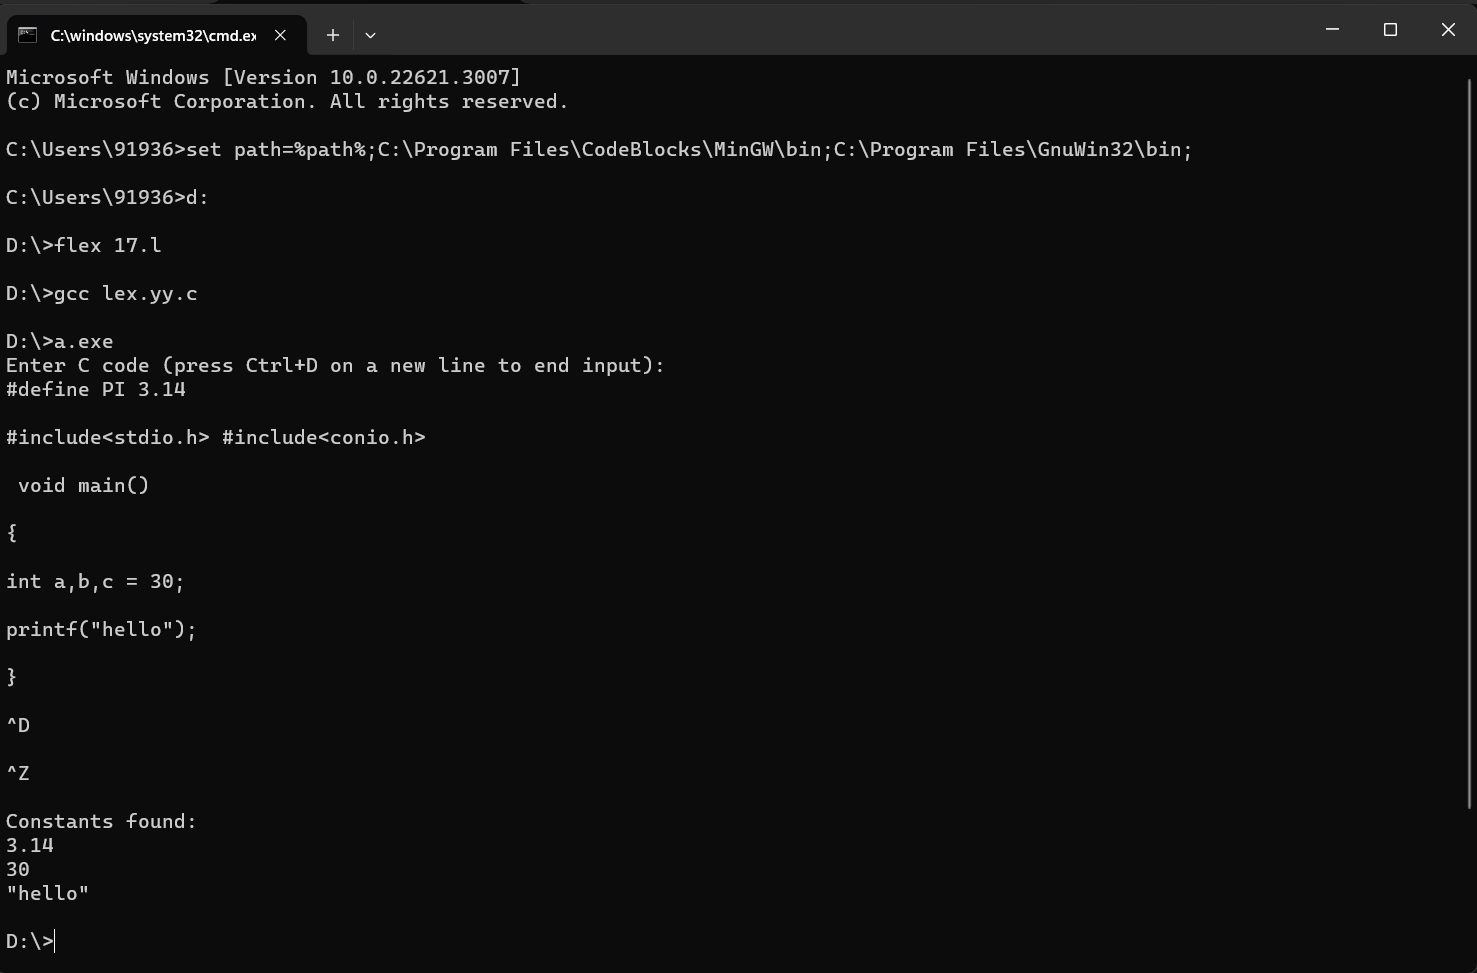 C:\windows\system32\cmd.ex
Microsoft Windows [Version 10.0.22621.3007]
(c) Microsoft Corporation. All rights reserved.
C:\Users\91936>set path=%path%;C:\Program Files\CodeBlocks\MinGW\bin;C:\Program Files\GnuWin32\bin;
C:\Users\91936>d:
D:\>flex 17.l
D:\>gcc lex.yy.c
D:\>a.exe
Enter C code (press Ctrl+D on a new line to end input):
#define PI 3.14
#include<stdio.h> #include<conio.h>
void main()
{
int a,b,c = 30;
printf("hello");
}
^D
^Z
Constants found:
3.14
30
"hello"
D:\>